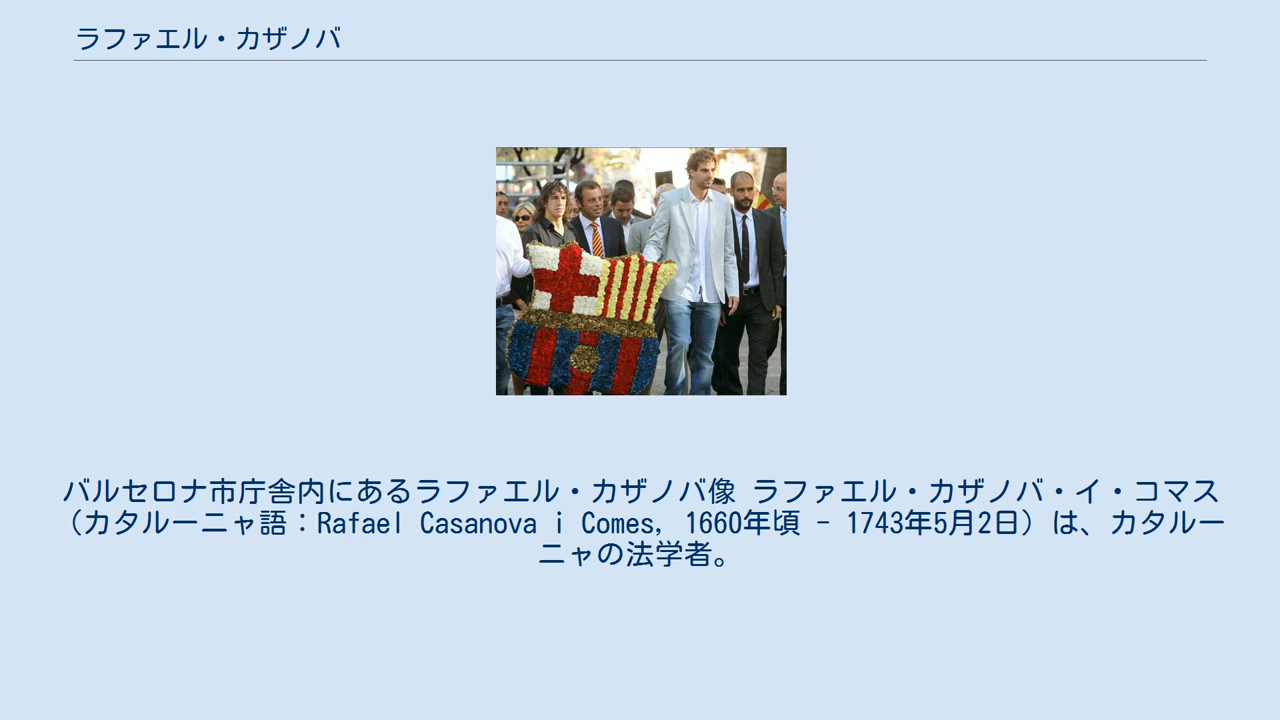 ラファエル・カザノバ
バルセロナ市庁舎内にあるラファエル・カザノバ像 ラファエル・カザノバ・イ・コマス
（カタルーニャ語：Rafael Casanova i Comes, 1660年頃 - 1743年5月2日）は、カタルー
ニャの法学者。